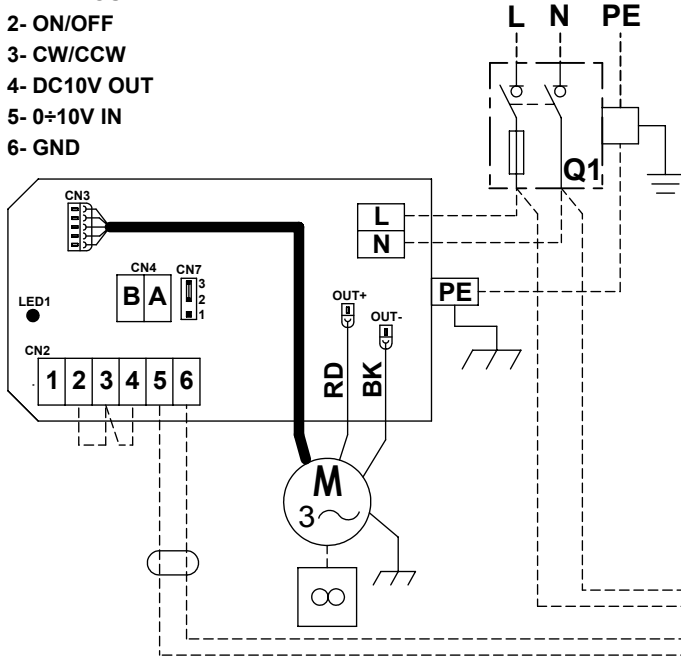 2- ON/OFF
3- CW/CCW
4- DC10V OUT
5- 0÷10V IN
6- GND
L N PE
Q1
CN3
L
N
CN4 CN7
B A
3
2
1
LED1
PE
OUT+
OUT-
CN2
1 2 3 4 5 6
RD
BK
M
3